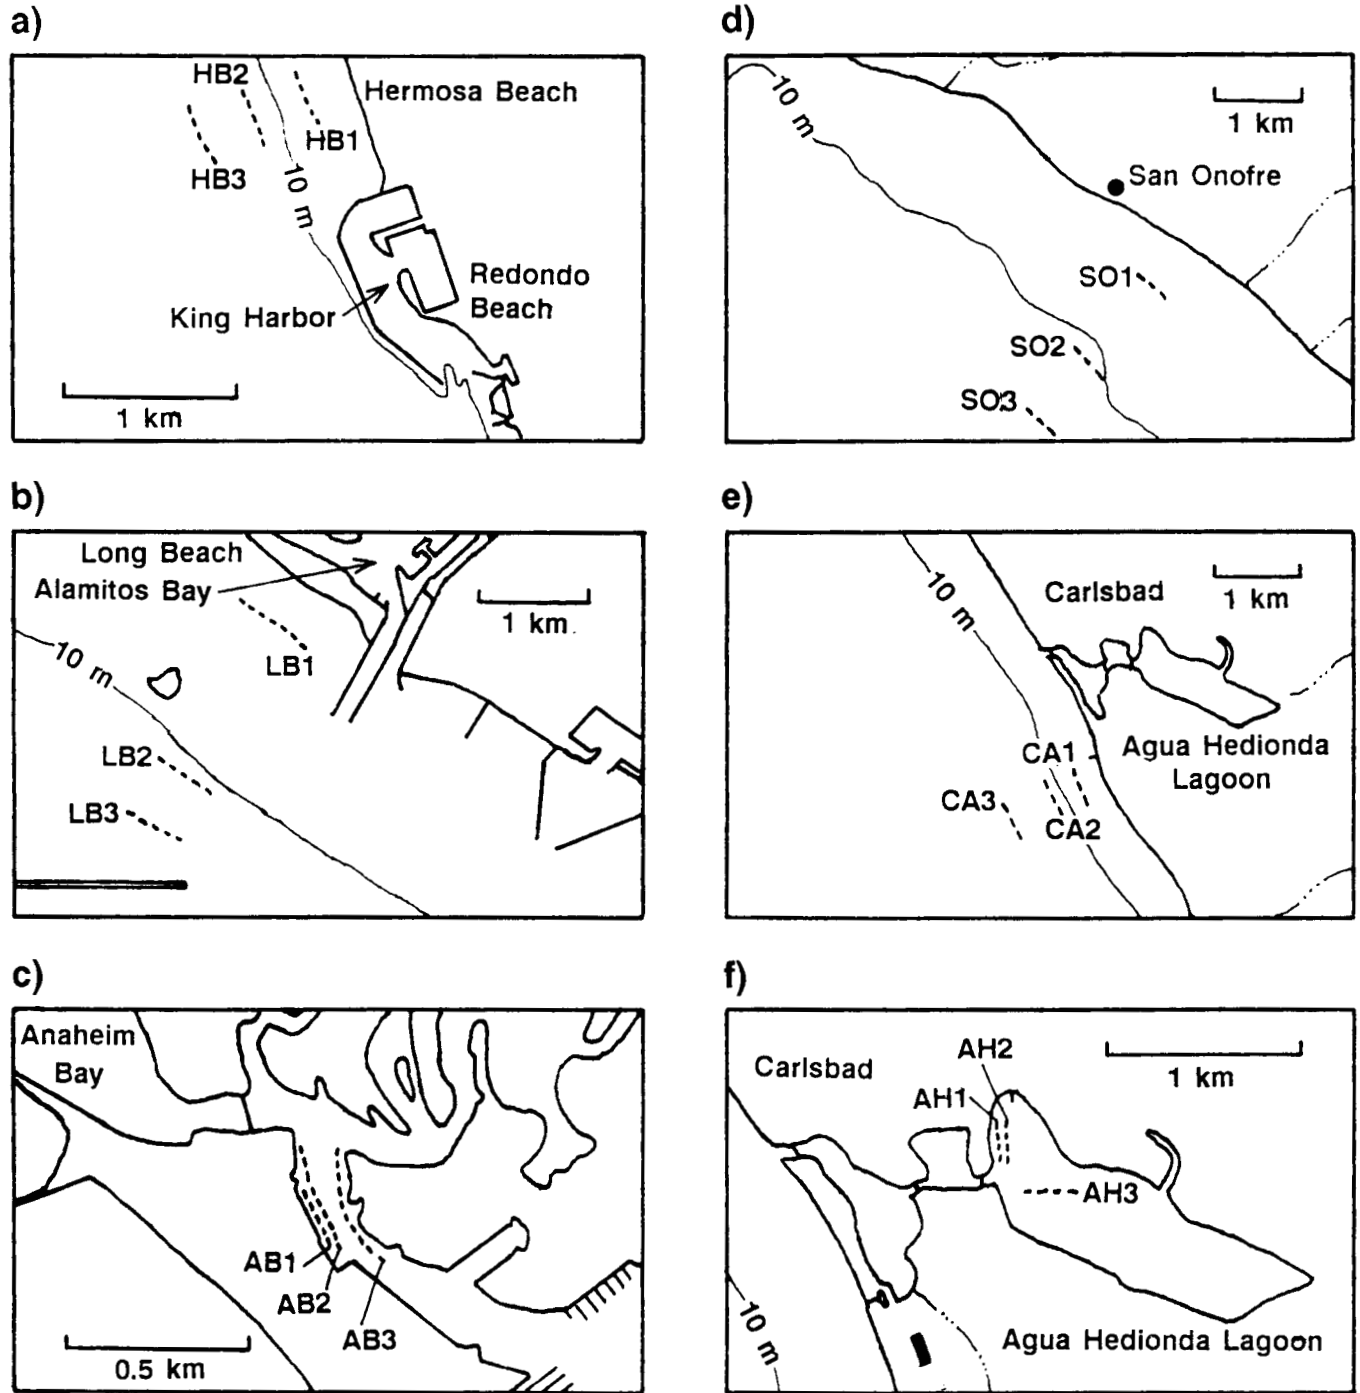 a)
HB2
Hermosa Beach
HB1
HB3
10 m
Redondo
Beach
King Harbor
1 km
b)
Long Beach
Alamitos Bay
1 km
10 m
LB1
LB2
LB3
c)
Anaheim
Bay
AB1
AB2
AB3
0.5 km
d)
10 m
1 km
San Onofre
SO1
SO2
SO3
e)
10 m
Carlsbad
1 km
CA1
Agua Hedionda
Lagoon
CA3
CA2
f)
AH2
Carlsbad
1 km
AH1
AH3
10 m
Agua Hedionda Lagoon